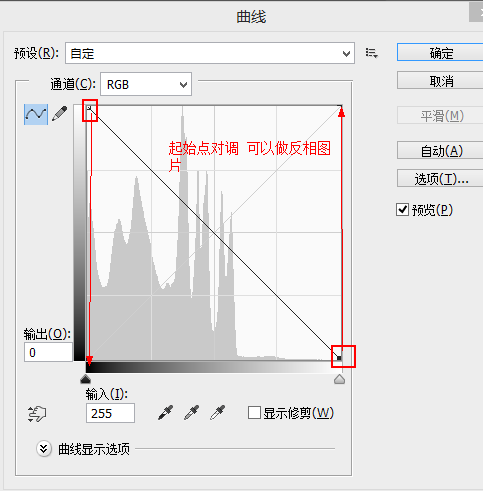 曲线
预设(R): 自定
确定
通道(C): RGB
取消
平滑(M)
自动(A)
选项(T)...
预览(P)
起始点对调 可以做反相图
片
输出(O):
0
输入(I):
255
显示修剪(W)
曲线显示选项